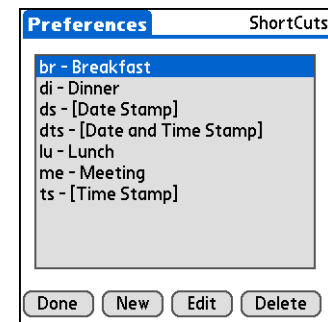 Preferences ShortCuts
br - Breakfast
di - Dinner
ds - [Date Stamp]
dts - [Date and Time Stamp]
lu - Lunch
me - Meeting
ts - [Time Stamp]
Done New Edit Delete